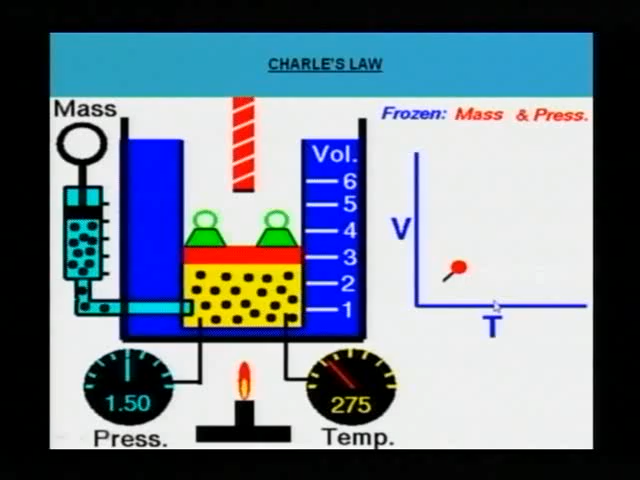 CHARLE'S LAW
Mass
Frozen: Mass & Press.
Vol.
6
5
4
3
2
1
V
T
1.50
275
Press.
Temp.